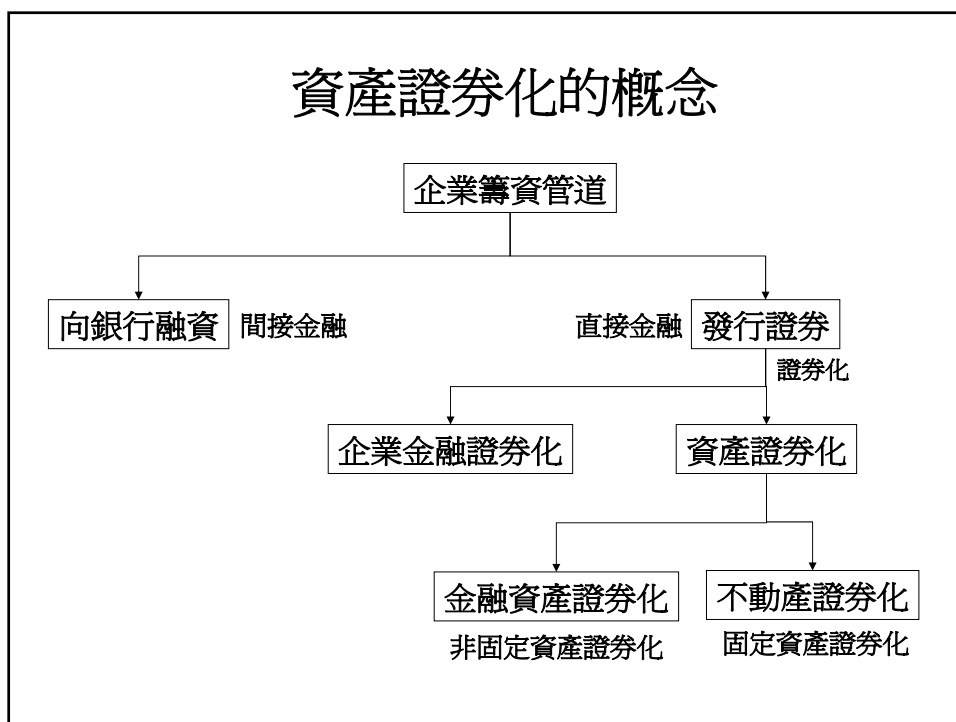 資產證券化的概念
企業籌資管道
向銀行融資 間接金融
直接金融 發行證券
證券化
企業金融證券化
資產證券化
金融資產證券化
不動產證券化
非固定資產證券化
固定資產證券化